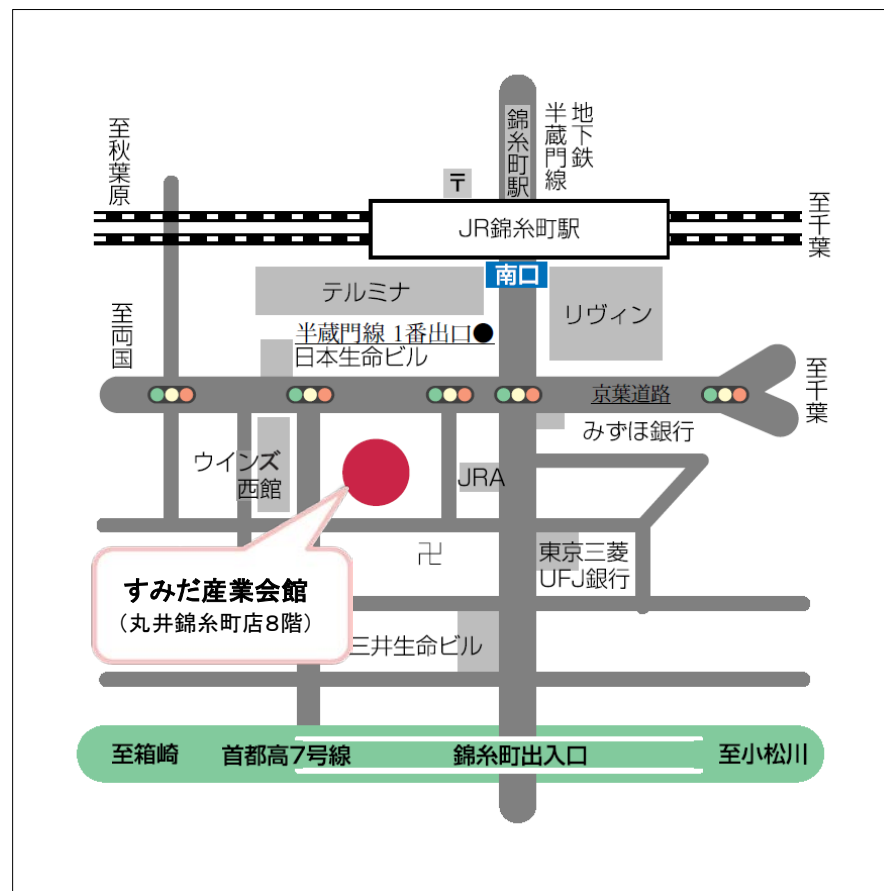 至秋葉原
錦糸町駅
地下鉄
半蔵門線
〒
至千葉
JR錦糸町駅
南口
テルミナ
リヴィン
至両国
半蔵門線 1番出口●
日本生命ビル
至千葉
京葉道路
みずほ銀行
ウインズ
西館
JRA
卍
東京三菱
UFJ銀行
すみだ産業会館
（丸井錦糸町店8階）
三井生命ビル
至箱崎
首都高7号線
錦糸町出入口
至小松川